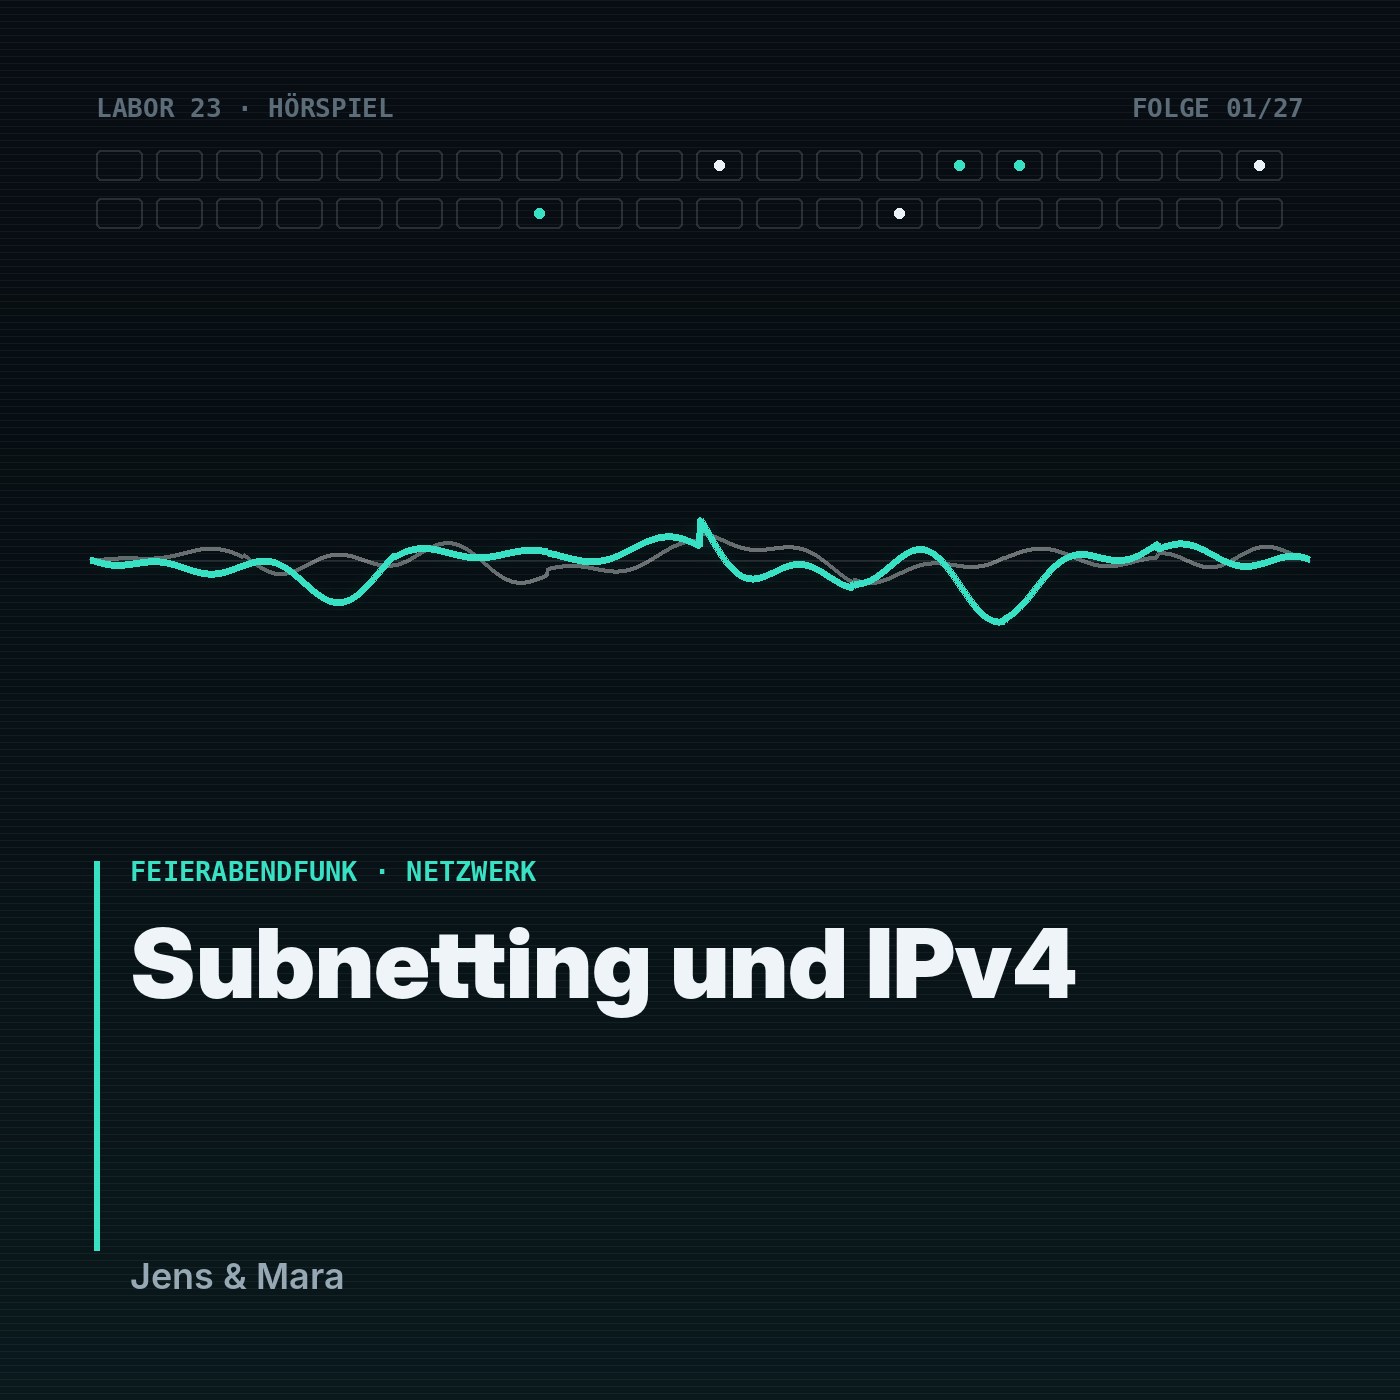 LABOR 23 · HÖRSPIEL
FOLGE 01/27
FEIERABENDFUNK · NETZWERK
Subnetting und IPv4
Jens & Mara